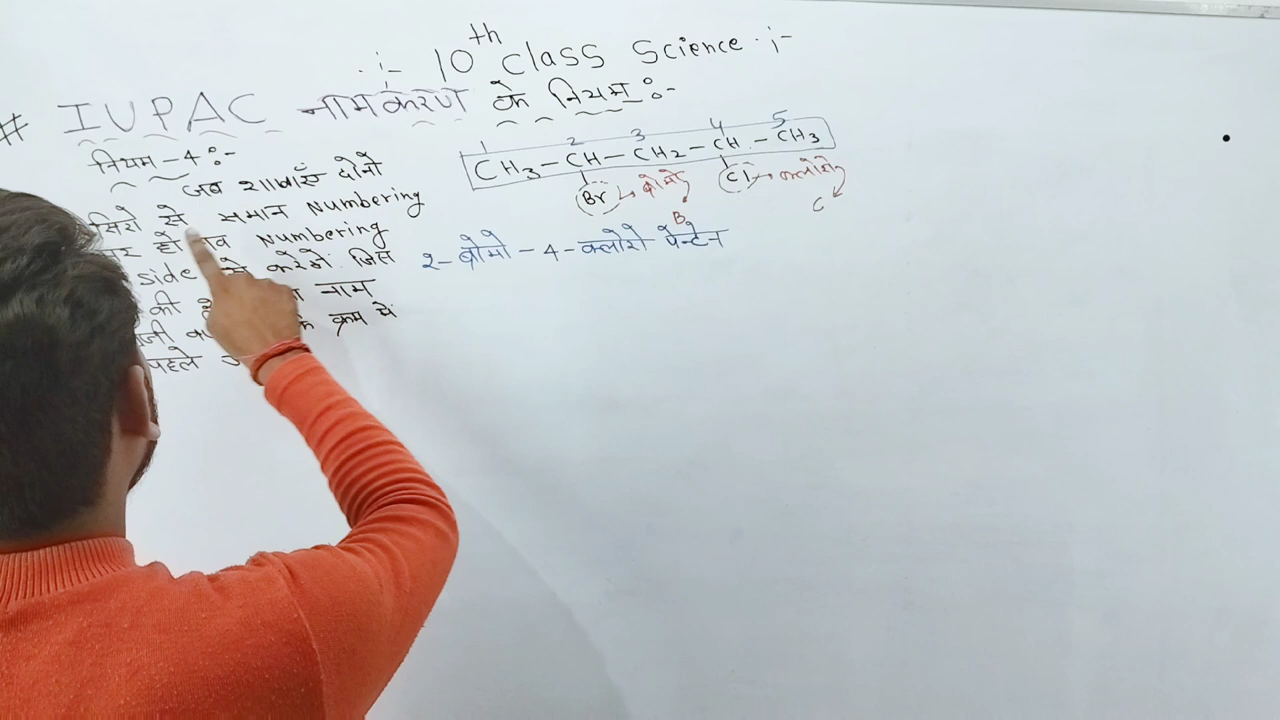 :- 10th class Science :-
# IUPAC नामकरण के नियम :-
नियम - 4 :-
जब शाखाएँ दोनों
सिरो से समान Numbering
पर हो तब Numbering
side से करेगें जिस
की नाम
के क्रम में
पहले
1 2 3 4 5
CH3 - CH - CH2 - CH - CH3
Br → ब्रोमो Cl → क्लोरो
B C
2 - ब्रोमो - 4 - क्लोरो पेन्टेन